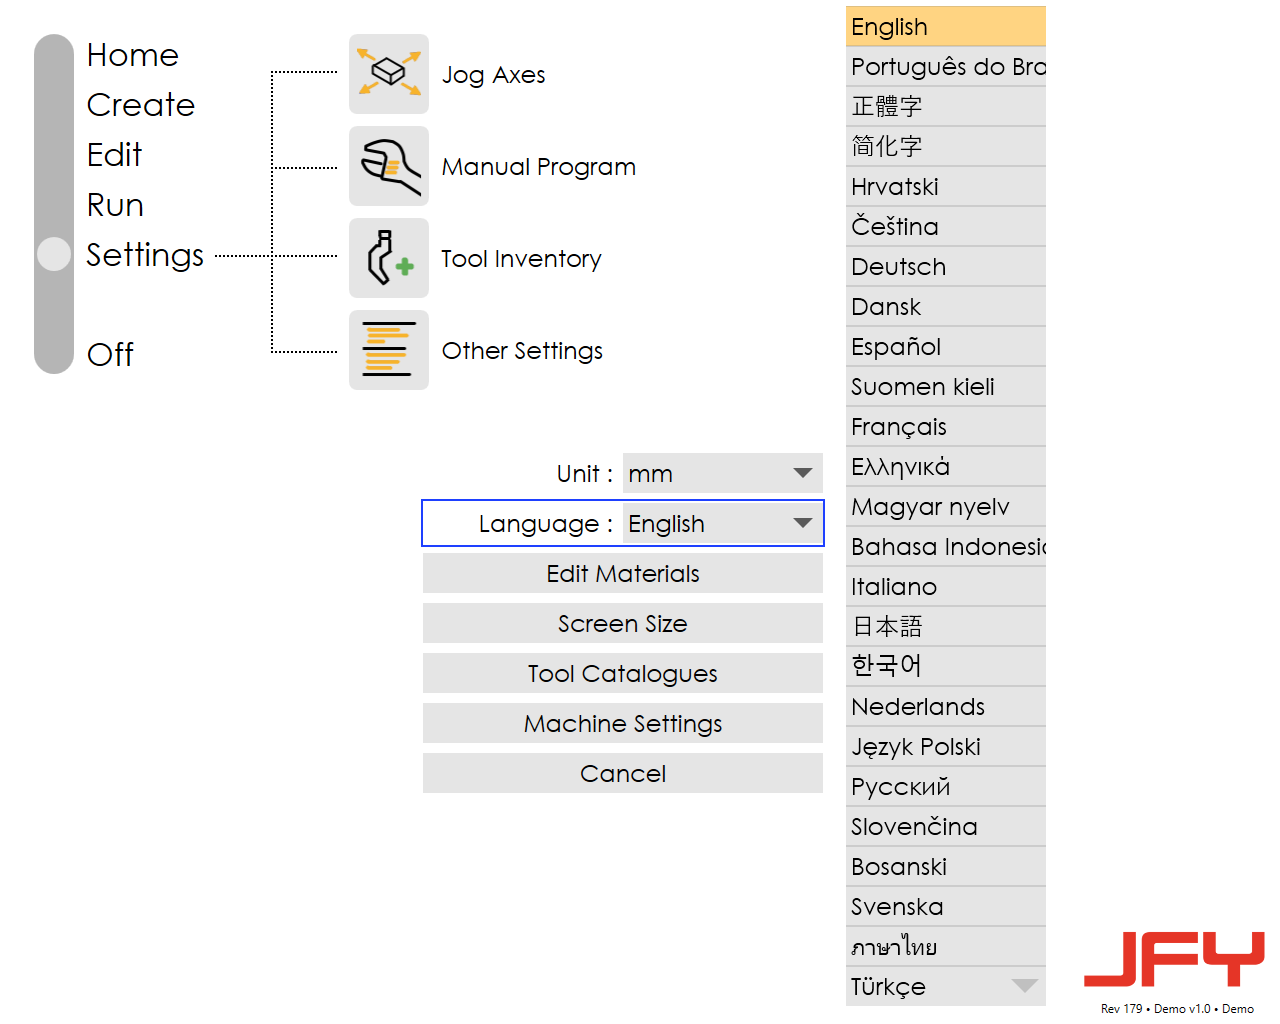 Home
Create
Edit
Run
Settings
Off
Jog Axes
Manual Program
Tool Inventory
Other Settings
Unit : mm
Language : English
Edit Materials
Screen Size
Tool Catalogues
Machine Settings
Cancel
English
Português do Bra
正體字
简化字
Hrvatski
Čeština
Deutsch
Dansk
Español
Suomen kieli
Français
Ελληνικά
Magyar nyelv
Bahasa Indonesia
Italiano
日本語
한국어
Nederlands
Język Polski
Русский
Slovenčina
Bosanski
Svenska
ภาษาไทย
Türkçe
JFY
Rev 179 • Demo v1.0 • Demo